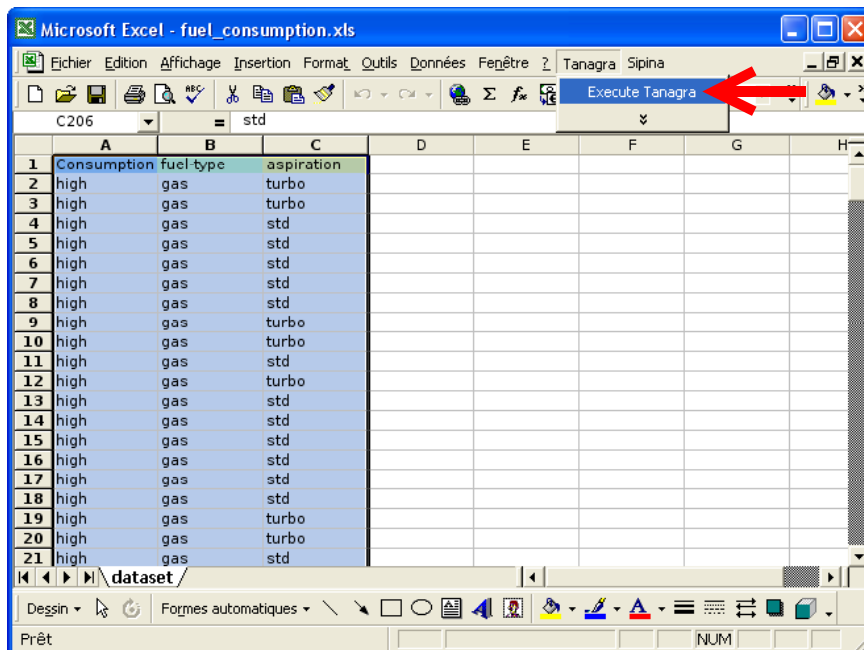 Microsoft Excel - fuel_consumption.xls
Fichier Edition Affichage Insertion Format Outils Données Fenêtre ? Tanagra Sipina
Execute Tanagra
C206 = std
A B C D E F G H
1 Consumption fuel-type aspiration
2 high gas turbo
3 high gas turbo
4 high gas std
5 high gas std
6 high gas std
7 high gas std
8 high gas std
9 high gas turbo
10 high gas turbo
11 high gas std
12 high gas turbo
13 high gas std
14 high gas std
15 high gas std
16 high gas std
17 high gas std
18 high gas std
19 high gas turbo
20 high gas turbo
21 high gas std
dataset
Dessin Formes automatiques
Prêt NUM